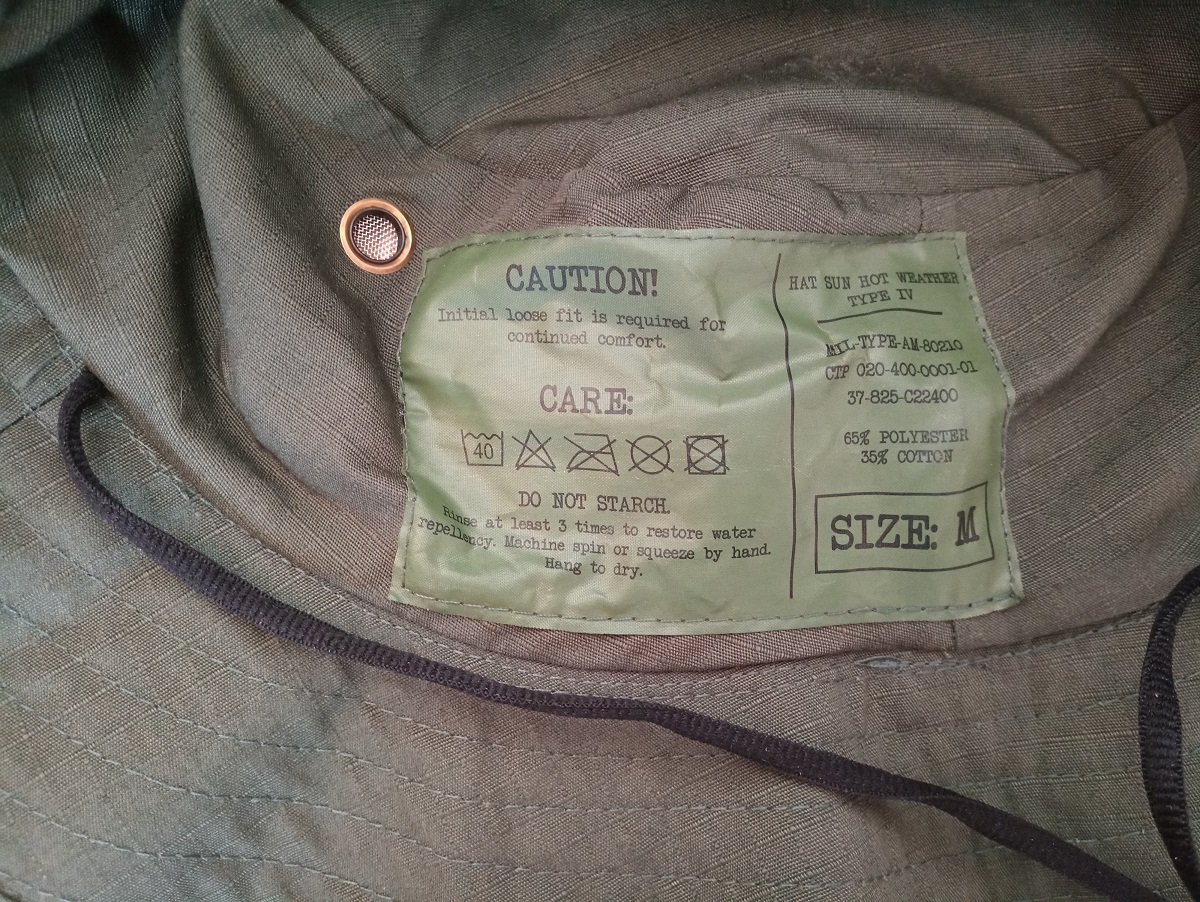 CAUTION!
Initial loose fit is required for
continued comfort.
CARE:
40
DO NOT STARCH.
Rinse at least 3 times to restore water
repellency. Machine spin or squeeze by hand.
Hang to dry.
HAT SUN HOT WEATHER
TYPE IV
MIL-TYPE-AM-80210
CTP 020-400-0001-01
37-825-C22400
65% POLYESTER
35% COTTON
SIZE: M